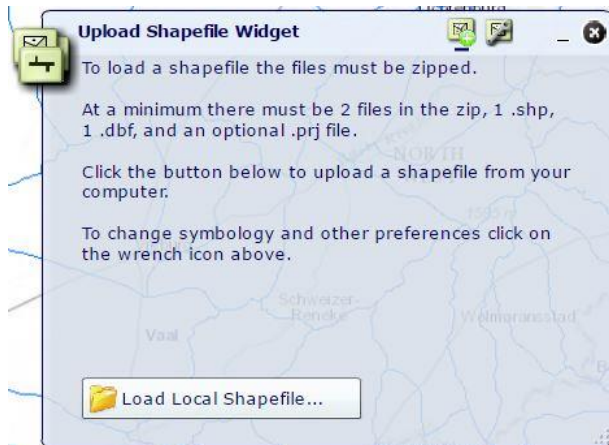 Upload Shapefile Widget
To load a shapefile the files must be zipped.
At a minimum there must be 2 files in the zip, 1 .shp,
1 .dbf, and an optional .prj file.
NORTH
Click the button below to upload a shapefile from your
computer.
To change symbology and other preferences click on
the wrench icon above.
Schweizer-
Reneke
Wolmaransstad
Vaal
Load Local Shapefile...